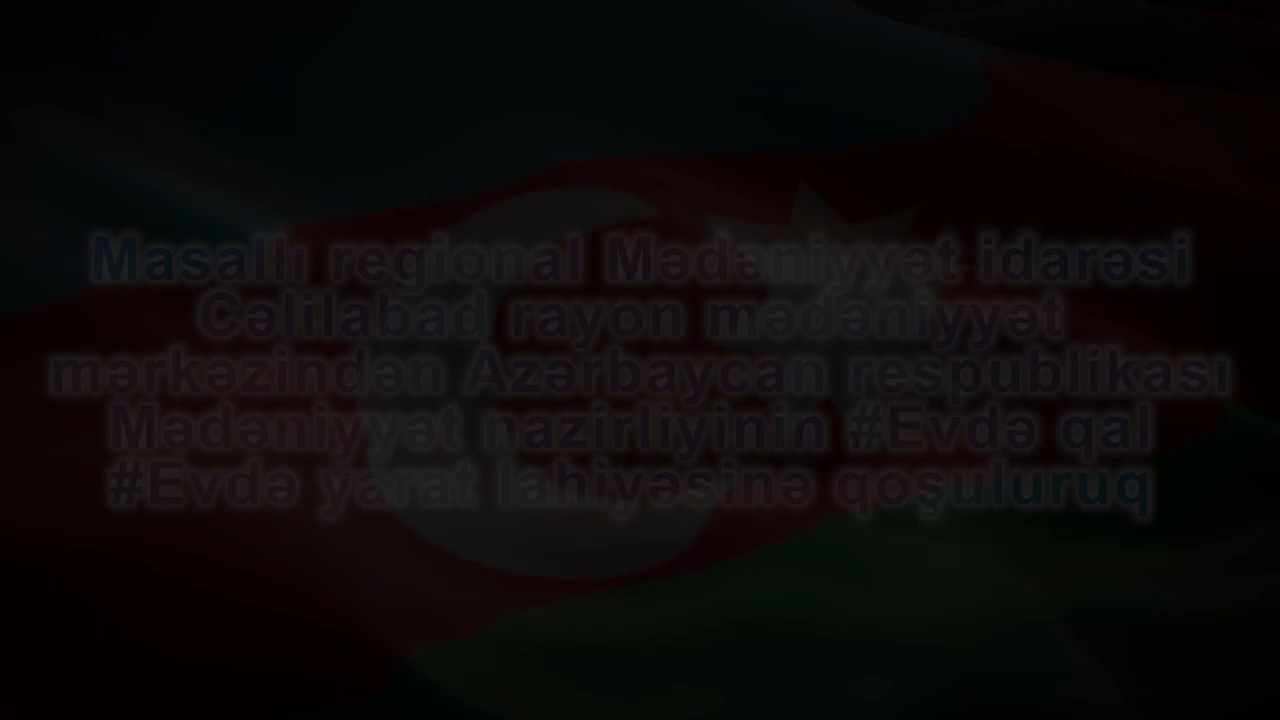 Masallı regional Mədəniyyət idarəsi
Cəlilabad rayon mədəniyyət
mərkəzindən Azərbaycan respublikası
Mədəniyyət nazirliyinin #Evdə qal
#Evdə yarat lahiyəsinə qoşuluruq